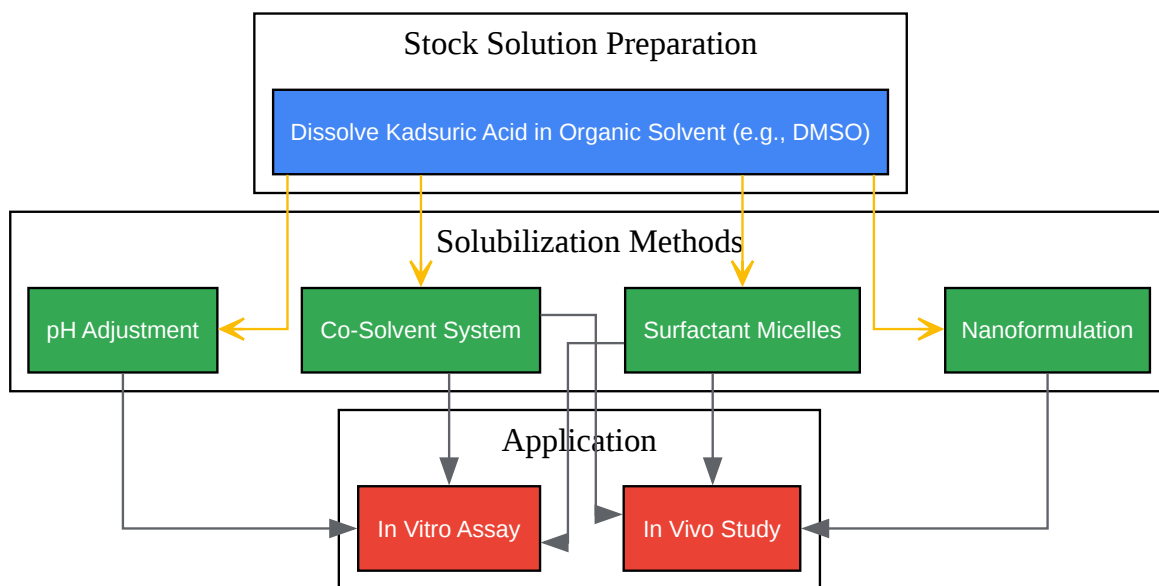 Stock Solution Preparation
Dissolve Kadsuric Acid in Organic Solvent (e.g., DMSO)
Solubilization Methods
pH Adjustment
Co-Solvent System
Surfactant Micelles
Nanoformulation
Application
In Vitro Assay
In Vivo Study